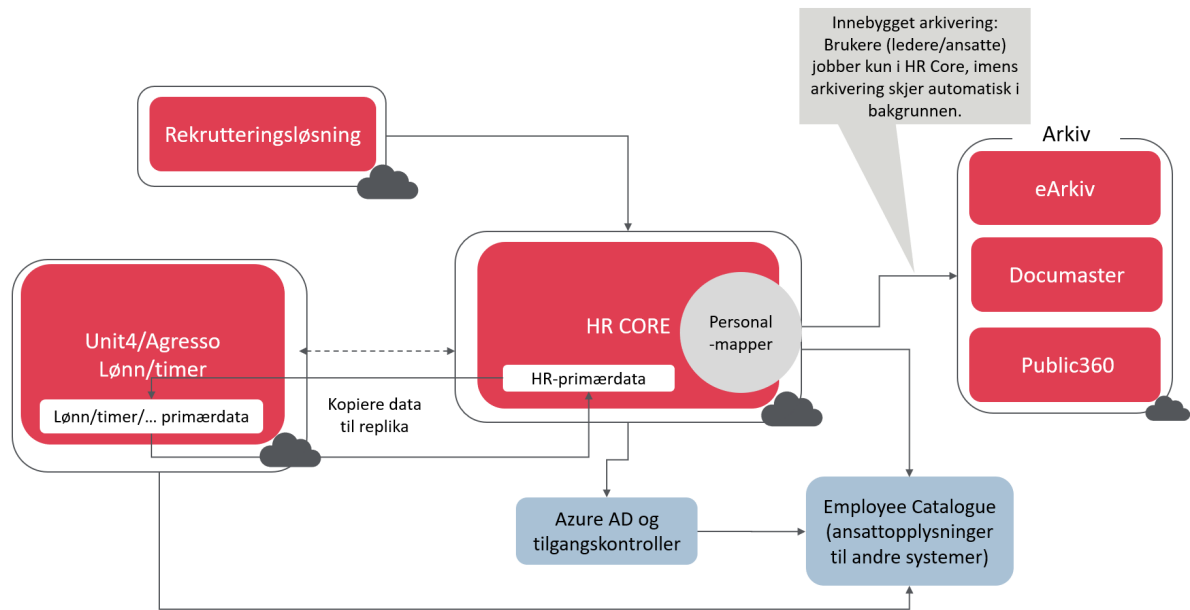 Innebygget arkivering:
Brukere (ledere/ansatte)
jobber kun i HR Core, imens
arkivering skjer automatisk i
bakgrunnen.
Rekrutteringsløsning
Arkiv
eArkiv
Documaster
Public360
Unit4/Agresso
Lønn/timer
Lønn/timer/... primærdata
Kopiere data
til replika
HR CORE
HR-primærdata
Personal
-mapper
Azure AD og
tilgangskontroller
Employee Catalogue
(ansattopplysninger
til andre systemer)